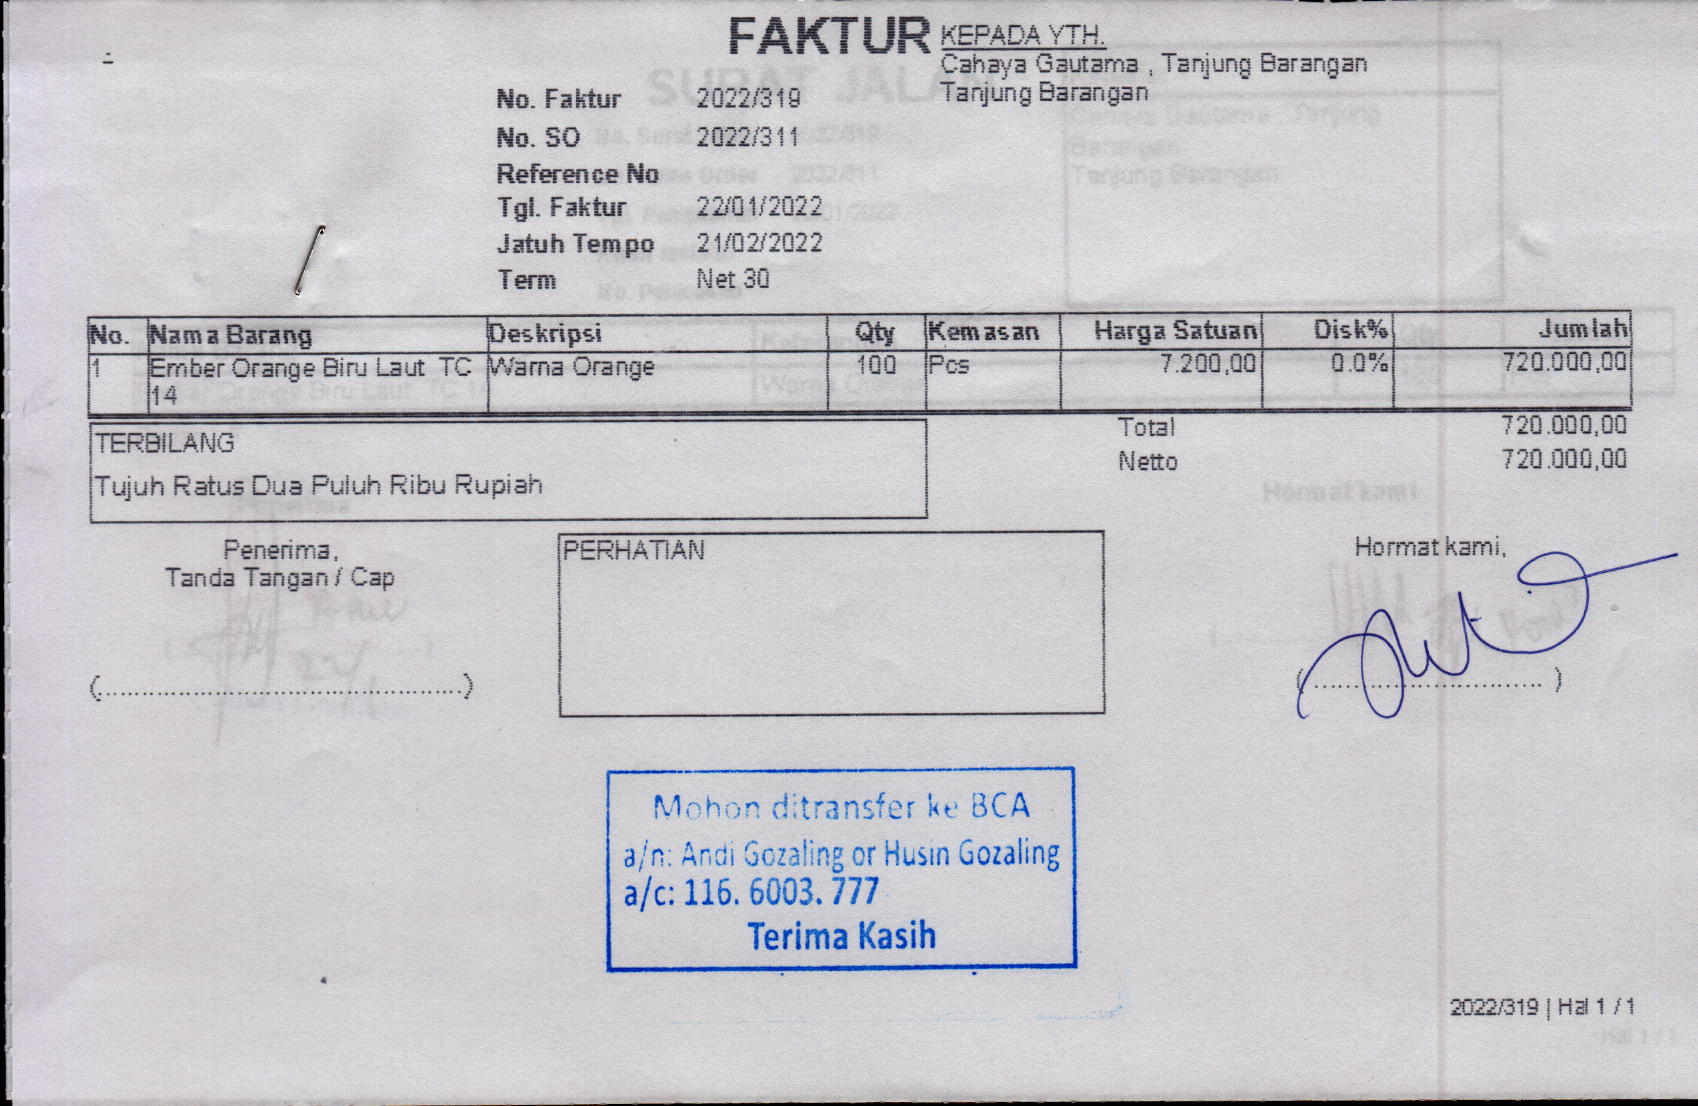 FAKTUR
KEPADA YTH.
Cahaya Gautama , Tanjung Barangan
Tanjung Barangan
No. Faktur 2022/319
No. SO 2022/311
Reference No
Tgl. Faktur 22/01/2022
Jatuh Tempo 21/02/2022
Term Net 30
No. Nama Barang Deskripsi Qty Kemasan Harga Satuan Disk% Jumlah
1 Ember Orange Biru Laut TC Warna Orange 100 Pcs 7.200,00 0.0% 720.000,00
14
Total 720.000,00
Netto 720.000,00
TERBILANG
Tujuh Ratus Dua Puluh Ribu Rupiah
Penerima,
Tanda Tangan / Cap
(..................................................)
PERHATIAN
Hormat kami,
(.............................. )
Mohon ditransfer ke BCA
a/n: Andi Gozaling or Husin Gozaling
a/c: 116. 6003. 777
Terima Kasih
2022/319 | Hal 1 / 1